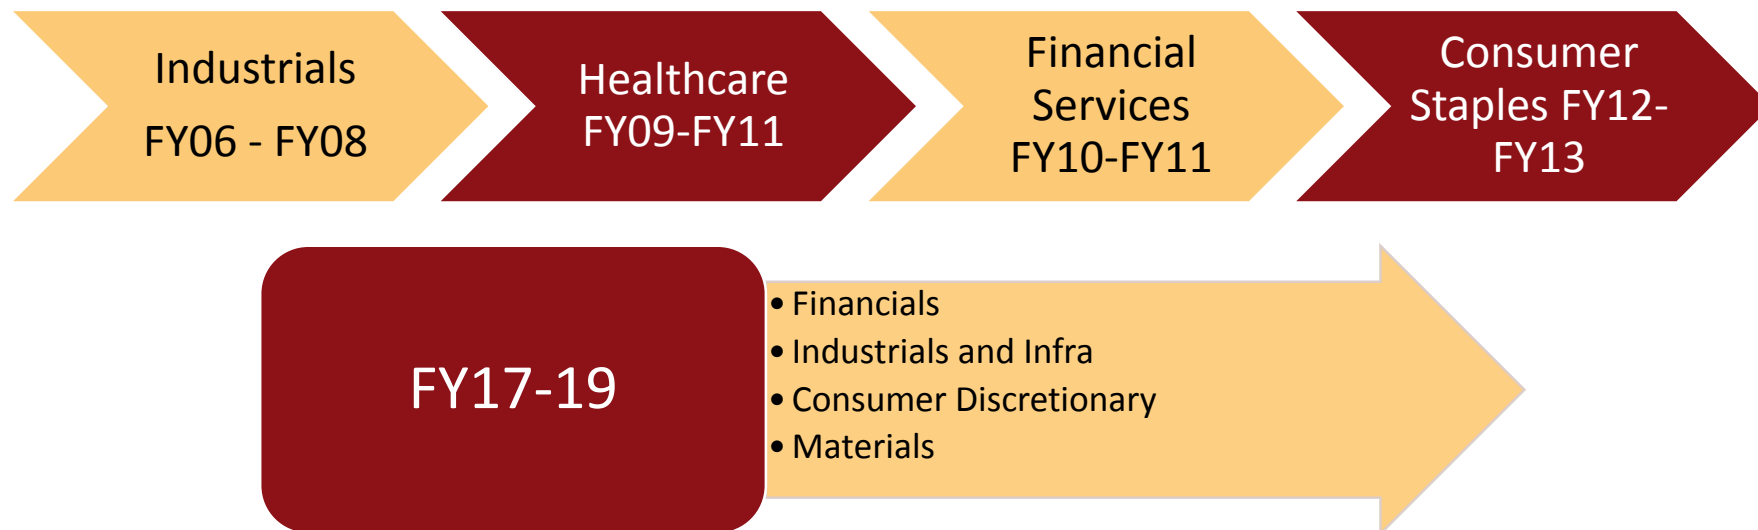 Industrials
FY06 - FY08
Healthcare
FY09-FY11
Financial
Services
FY10-FY11
Consumer
Staples FY12-
FY13
FY17-19
• Financials
• Industrials and Infra
• Consumer Discretionary
• Materials